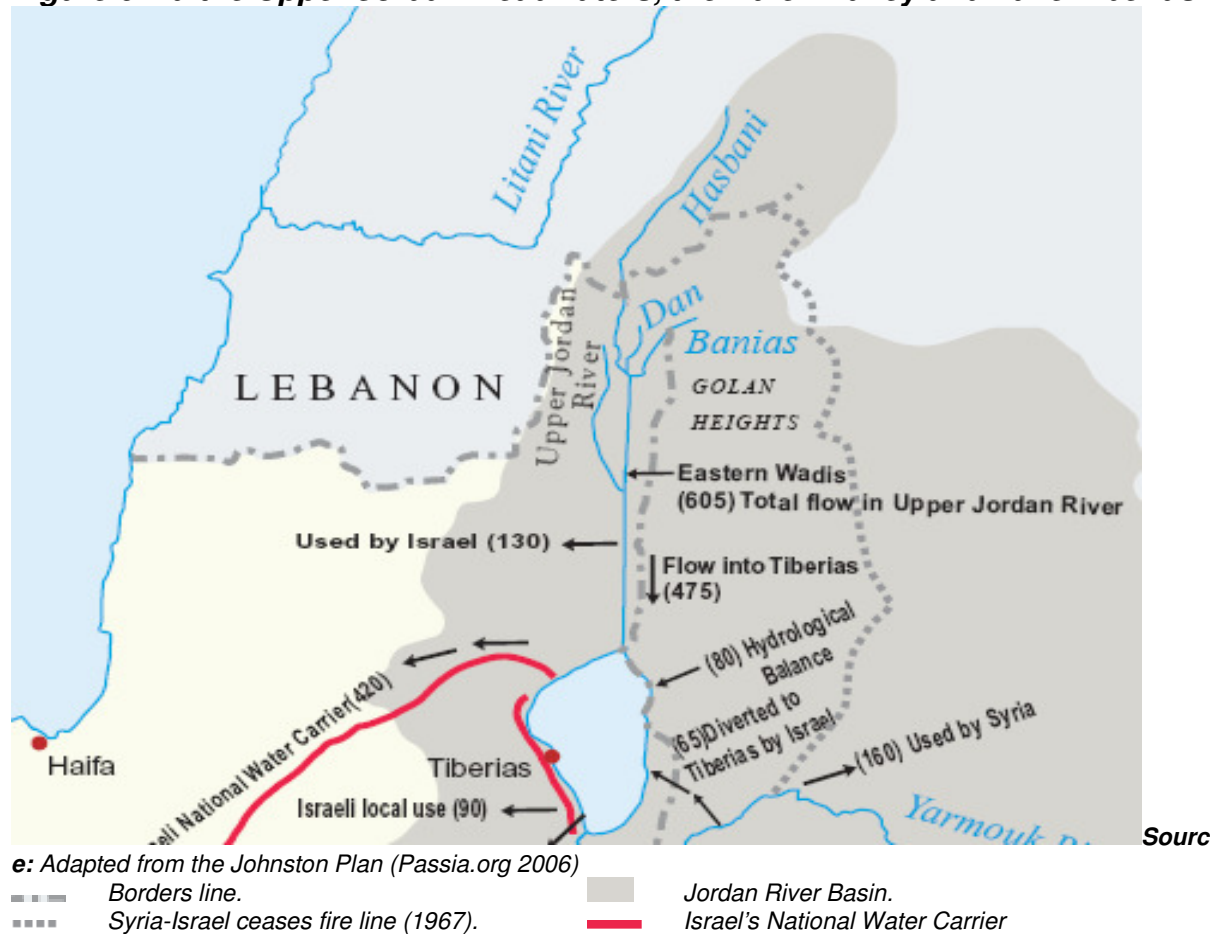 Litani River
Hasbani
Dan
Banias
Upper Jordan
River
LEBANON
GOLAN
HEIGHTS
Eastern Wadis
(605) Total flow in Upper Jordan River
Used by Israel (130)
Flow into Tiberias
(475)
(80) Hydrological
Balance
National Water Carrier(420)
(65)Diverted to
Tiberias by Israel
(160) Used by Syria
Haifa
Tiberias
Israeli local use (90)
Yarmouk
Sourc
e: Adapted from the Johnston Plan (Passia.org 2006)
Borders line.
Jordan River Basin.
Syria-Israel ceases fire line (1967).
Israel's National Water Carrier